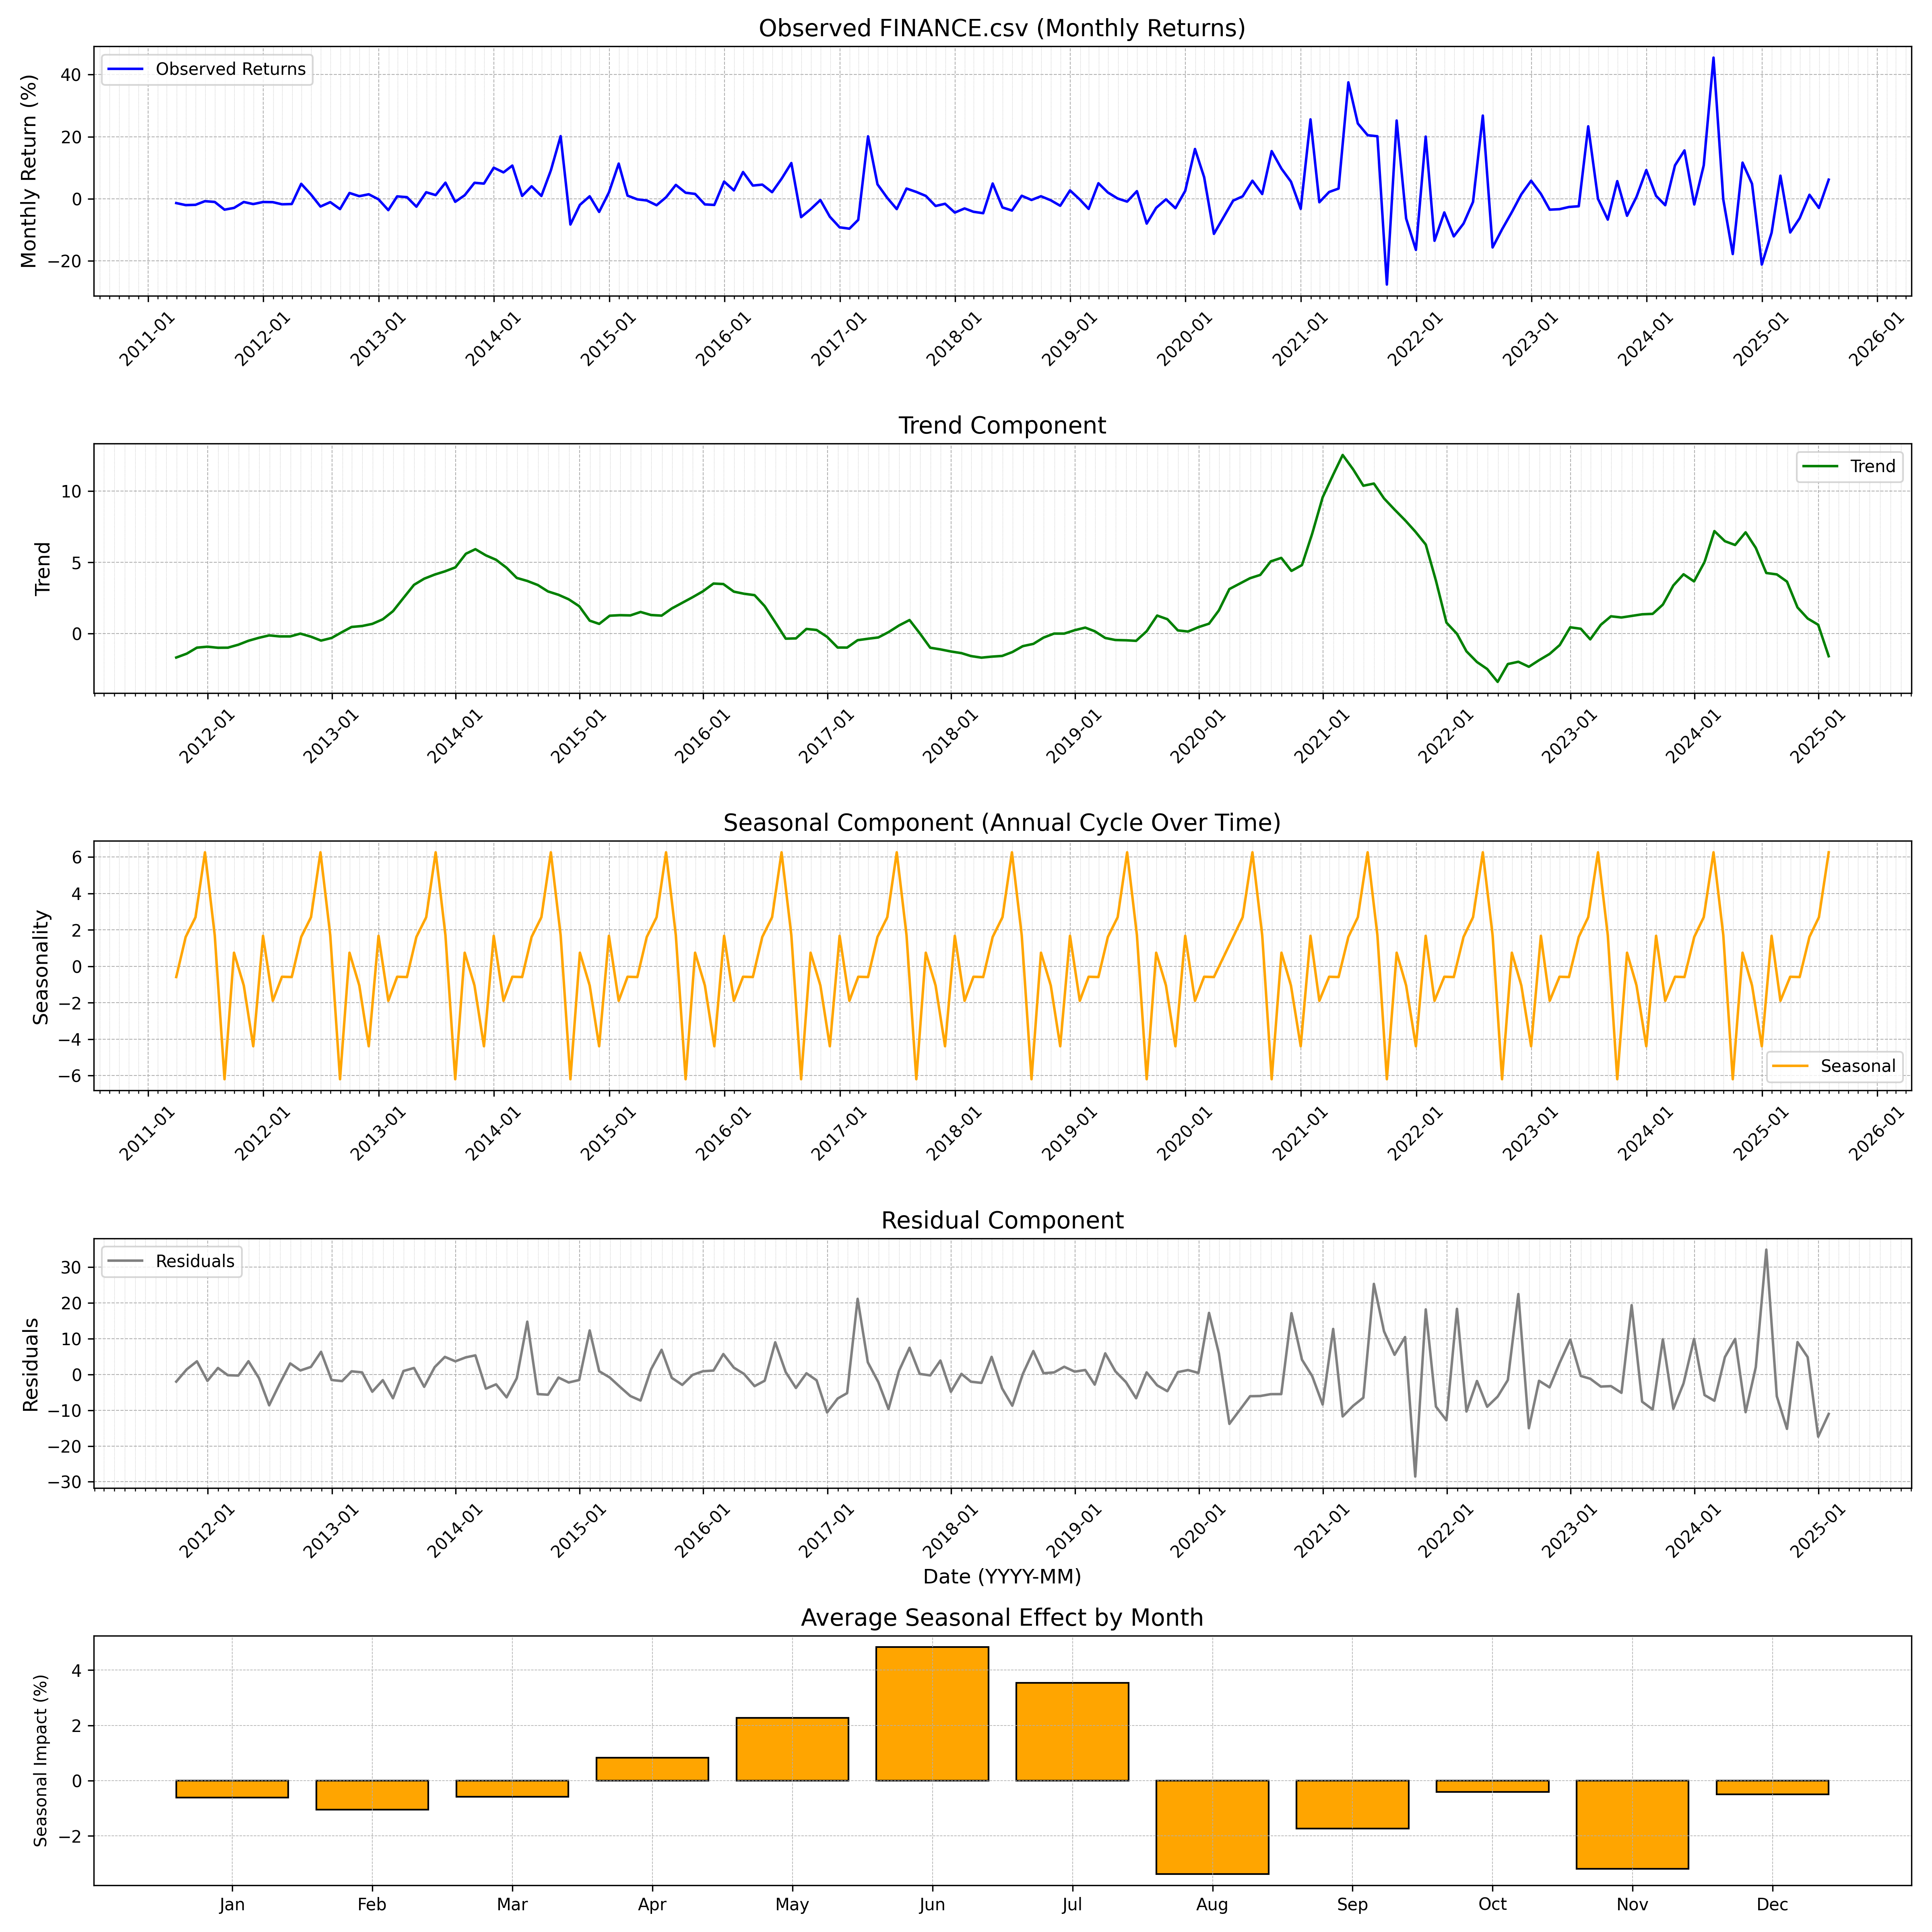 Observed FINANCE.csv (Monthly Returns)
Observed Returns
Monthly Return (%)
40
20
0
−20
2011-01 2012-01 2013-01 2014-01 2015-01 2016-01 2017-01 2018-01 2019-01 2020-01 2021-01 2022-01 2023-01 2024-01 2025-01 2026-01
Trend Component
Trend
Trend
10
5
0
2012-01 2013-01 2014-01 2015-01 2016-01 2017-01 2018-01 2019-01 2020-01 2021-01 2022-01 2023-01 2024-01 2025-01
Seasonal Component (Annual Cycle Over Time)
Seasonality
6
4
2
0
−2
−4
−6
Seasonal
2011-01 2012-01 2013-01 2014-01 2015-01 2016-01 2017-01 2018-01 2019-01 2020-01 2021-01 2022-01 2023-01 2024-01 2025-01 2026-01
Residual Component
Residuals
Residuals
30
20
10
0
−10
−20
−30
2012-01 2013-01 2014-01 2015-01 2016-01 2017-01 2018-01 2019-01 2020-01 2021-01 2022-01 2023-01 2024-01 2025-01
Date (YYYY-MM)
Average Seasonal Effect by Month
Seasonal Impact (%)
4
2
0
−2
Jan Feb Mar Apr May Jun Jul Aug Sep Oct Nov Dec